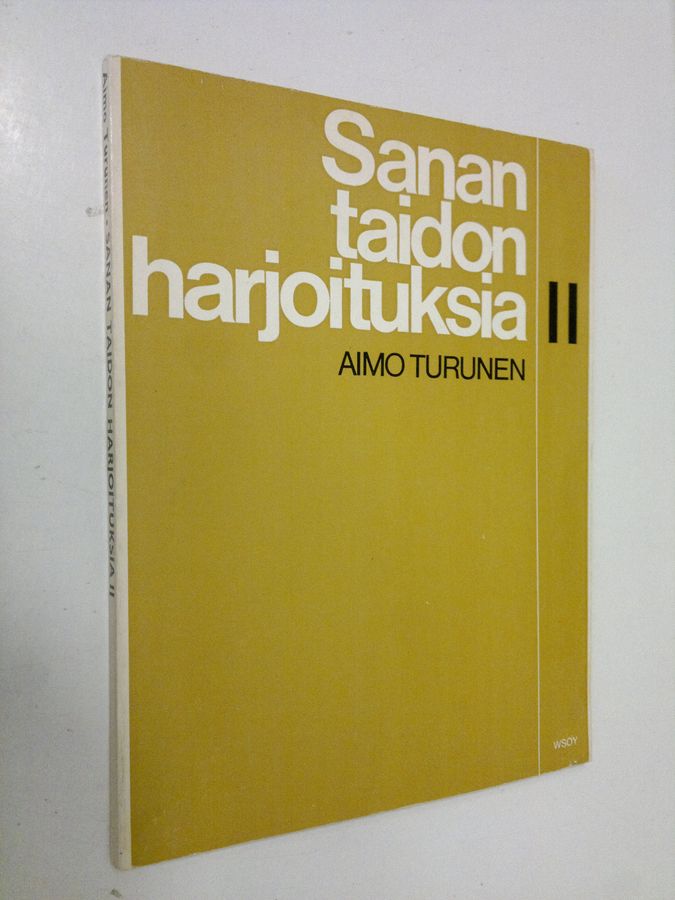 Sanan
taidon
harjoituksia
II
AIMO TURUNEN
WSOY
Aimo Turunen · SANAN TAIDON HARJOITUKSIA II